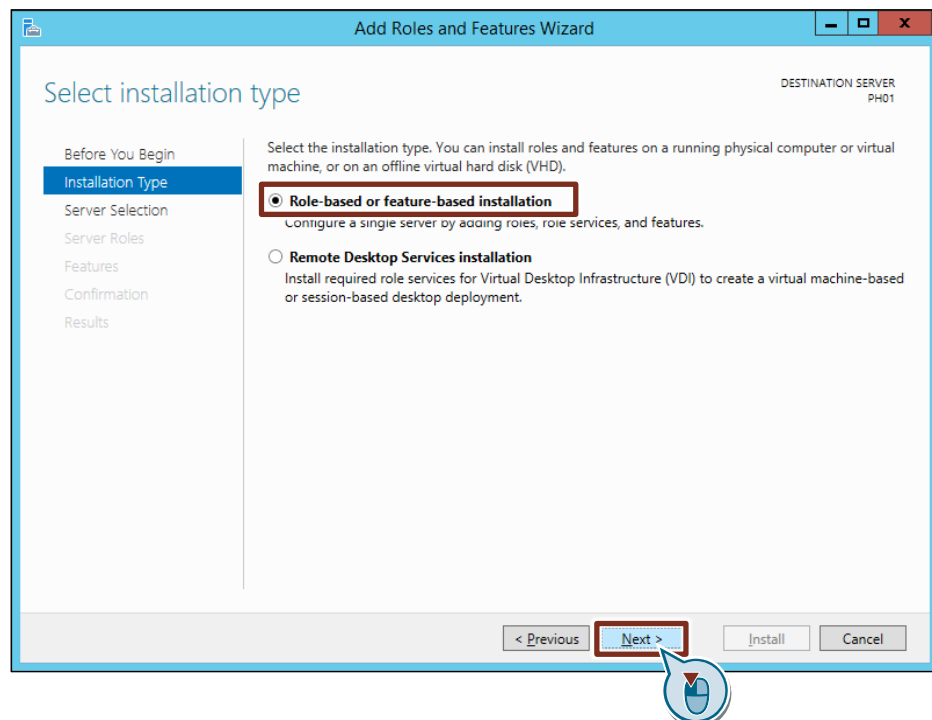 Add Roles and Features Wizard
Select installation type
DESTINATION SERVER
PH01
Before You Begin
Installation Type
Server Selection
Server Roles
Features
Confirmation
Results
Select the installation type. You can install roles and features on a running physical computer or virtual
machine, or on an offline virtual hard disk (VHD).
Role-based or feature-based installation
Configure a single server by adding roles, role services, and features.
Remote Desktop Services installation
Install required role services for Virtual Desktop Infrastructure (VDI) to create a virtual machine-based
or session-based desktop deployment.
< Previous
Next >
Install
Cancel